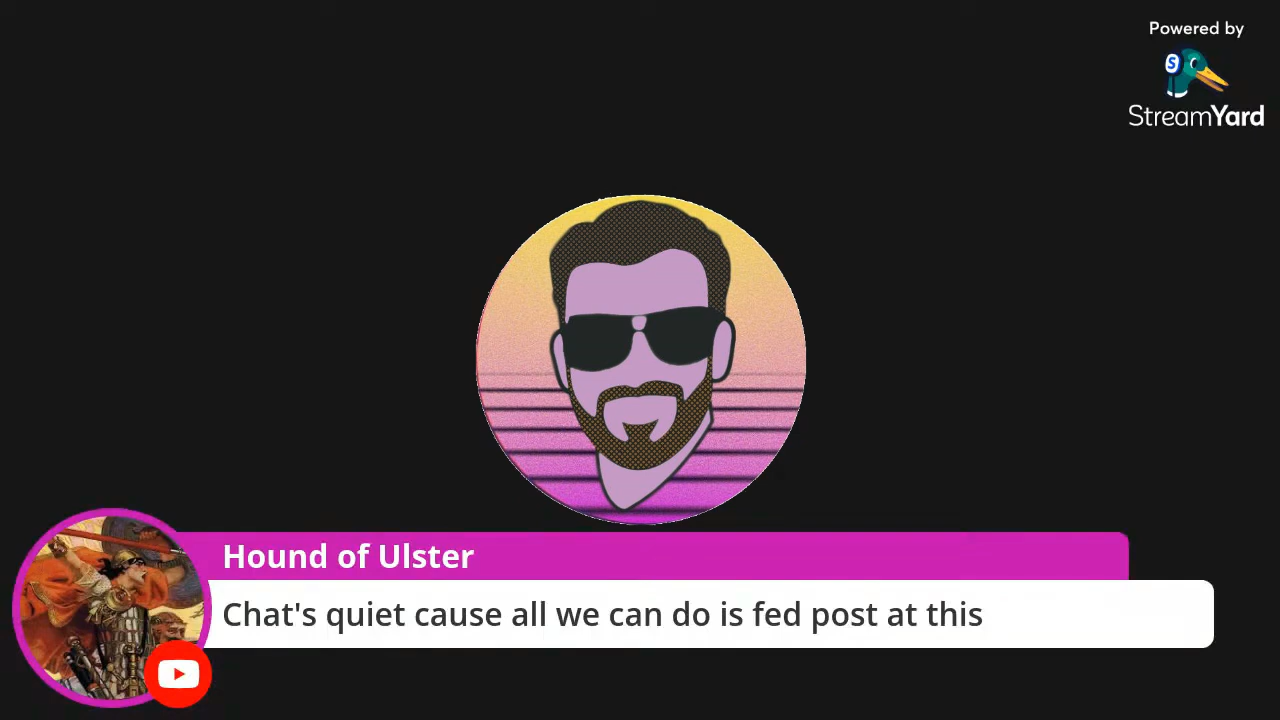 Powered by
S
StreamYard
Hound of Ulster
Chat's quiet cause all we can do is fed post at this